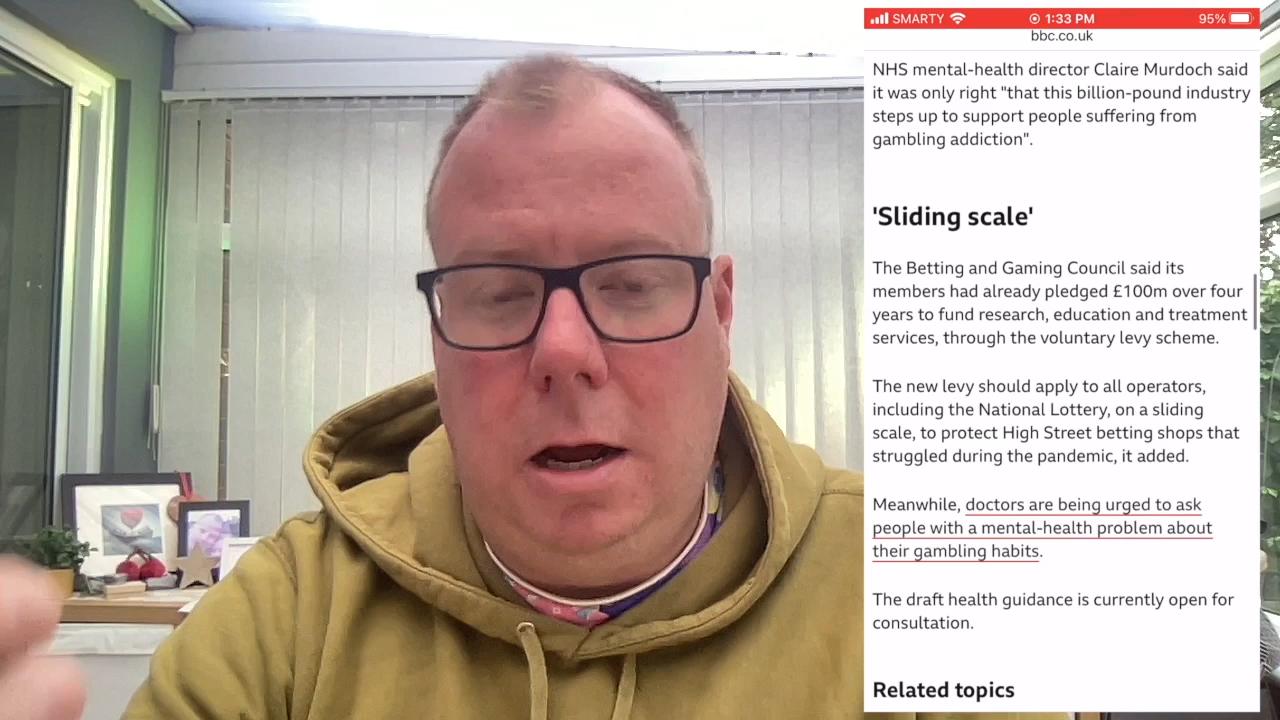 SMARTY 1:33 PM 95%
bbc.co.uk
NHS mental-health director Claire Murdoch said
it was only right "that this billion-pound industry
steps up to support people suffering from
gambling addiction".
'Sliding scale'
The Betting and Gaming Council said its
members had already pledged £100m over four
years to fund research, education and treatment
services, through the voluntary levy scheme.
The new levy should apply to all operators,
including the National Lottery, on a sliding
scale, to protect High Street betting shops that
struggled during the pandemic, it added.
Meanwhile, doctors are being urged to ask
people with a mental-health problem about
their gambling habits.
The draft health guidance is currently open for
consultation.
Related topics